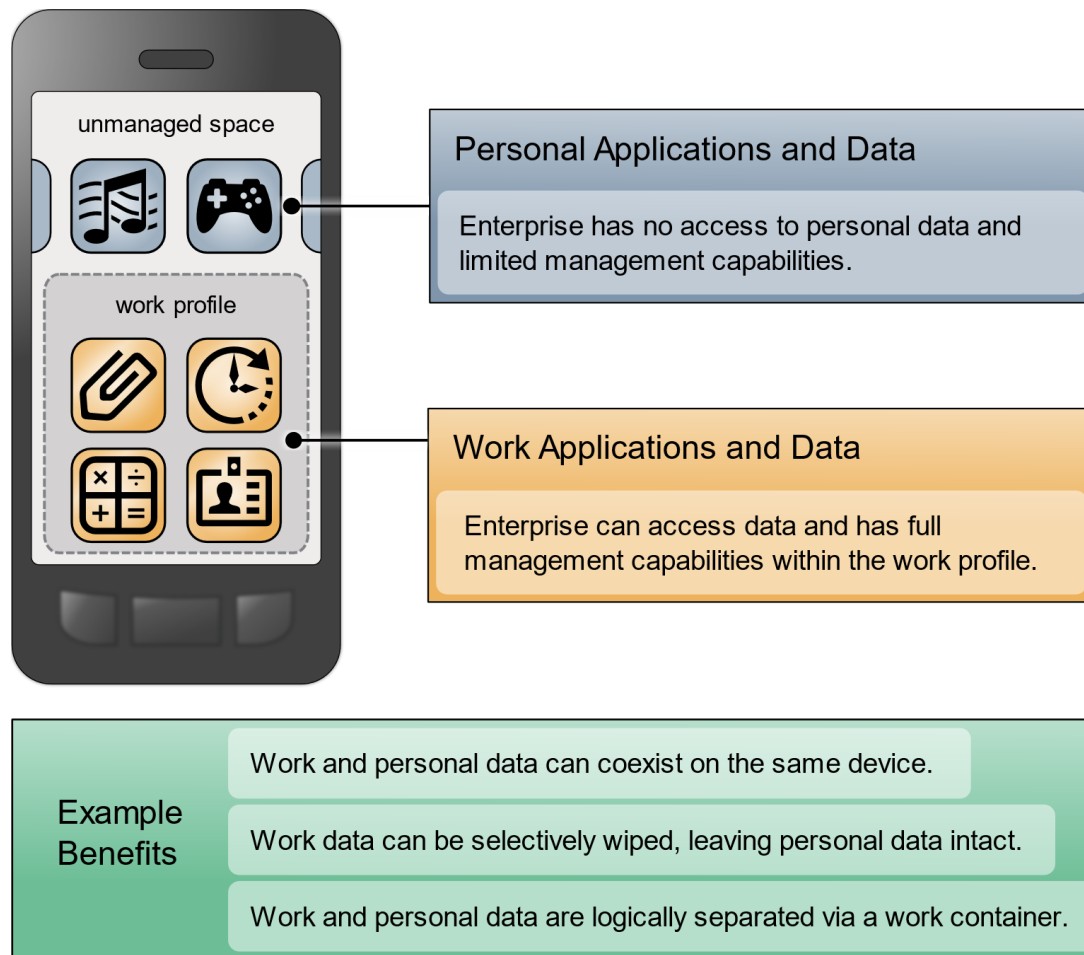 unmanaged space
work profile
Personal Applications and Data
Enterprise has no access to personal data and
limited management capabilities.
Work Applications and Data
Enterprise can access data and has full
management capabilities within the work profile.
Example
Benefits
Work and personal data can coexist on the same device.
Work data can be selectively wiped, leaving personal data intact.
Work and personal data are logically separated via a work container.